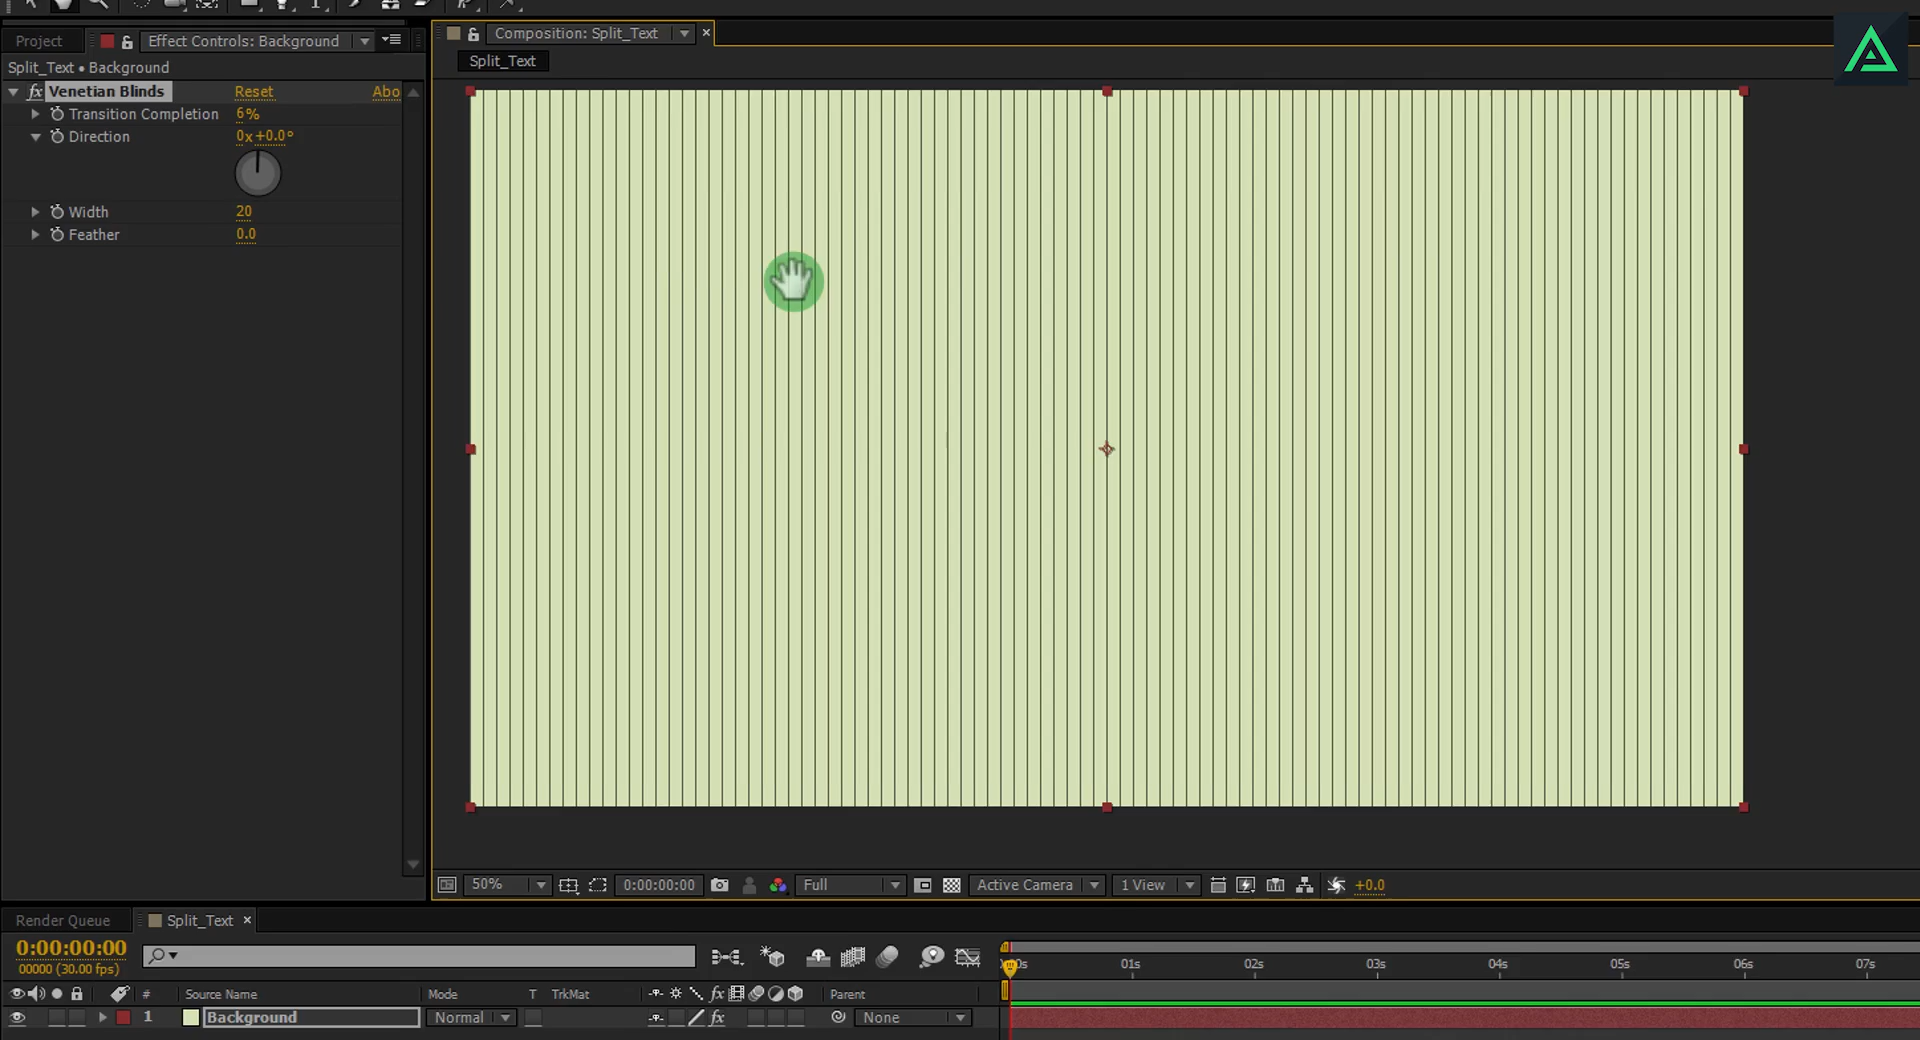 Project
Effect Controls: Background
Composition: Split_Text
Split_Text
Split_Text • Background
fx Venetian Blinds Reset Abo
Transition Completion 6%
Direction 0x+0.0°
Width 20
Feather 0.0
50%
0:00:00:00
Full
Active Camera
1 View
+0.0
Render Queue
Split_Text
0:00:00:00
00000 (30.00 fps)
0s 01s 02s 03s 04s 05s 06s 07s
# Source Name Mode T TrkMat fx Parent
1 Background Normal fx None